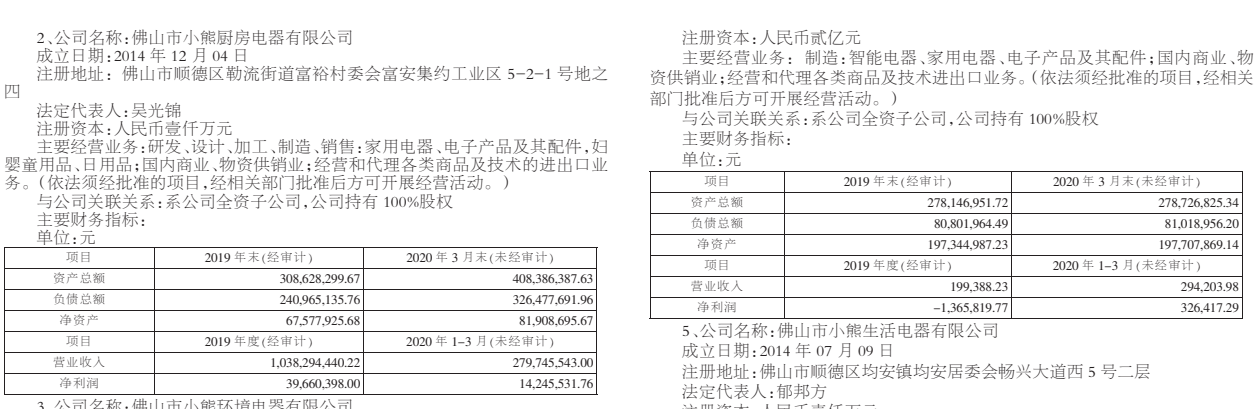 2、公司名称:佛山市小熊厨房电器有限公司
成立日期:2014 年 12 月 04 日
注册地址: 佛山市顺德区勒流街道富裕村委会富安集约工业区 5-2-1 号地之
四
法定代表人:吴光锦
注册资本:人民币壹仟万元
主要经营业务:研发、设计、加工、制造、销售:家用电器、电子产品及其配件,妇
婴童用品、日用品;国内商业、物资供销业;经营和代理各类商品及技术的进出口业
务。(依法须经批准的项目,经相关部门批准后方可开展经营活动。)
与公司关联关系:系公司全资子公司,公司持有 100%股权
主要财务指标:
单位:元
项目 2019 年末(经审计) 2020 年 3 月末(未经审计)
资产总额 308,628,299.67 408,386,387.63
负债总额 240,965,135.76 326,477,691.96
净资产 67,577,925.68 81,908,695.67
项目 2019 年度(经审计) 2020 年 1-3 月(未经审计)
营业收入 1,038,294,440.22 279,745,543.00
净利润 39,660,398.00 14,245,531.76
3、公司名称:佛山市小熊环境电器有限公司
注册资本:人民币贰亿元
主要经营业务: 制造:智能电器、家用电器、电子产品及其配件;国内商业、物
资供销业;经营和代理各类商品及技术进出口业务。(依法须经批准的项目,经相关
部门批准后方可开展经营活动。)
与公司关联关系:系公司全资子公司,公司持有 100%股权
主要财务指标:
单位:元
项目 2019 年末(经审计) 2020 年 3 月末(未经审计)
资产总额 278,146,951.72 278,726,825.34
负债总额 80,801,964.49 81,018,956.20
净资产 197,344,987.23 197,707,869.14
项目 2019 年度(经审计) 2020 年 1-3 月(未经审计)
营业收入 199,388.23 294,203.98
净利润 -1,365,819.77 326,417.29
5、公司名称:佛山市小熊生活电器有限公司
成立日期:2014 年 07 月 09 日
注册地址:佛山市顺德区均安镇均安居委会畅兴大道西 5 号二层
法定代表人:郁邦方
注册资本:人民币壹仟万元